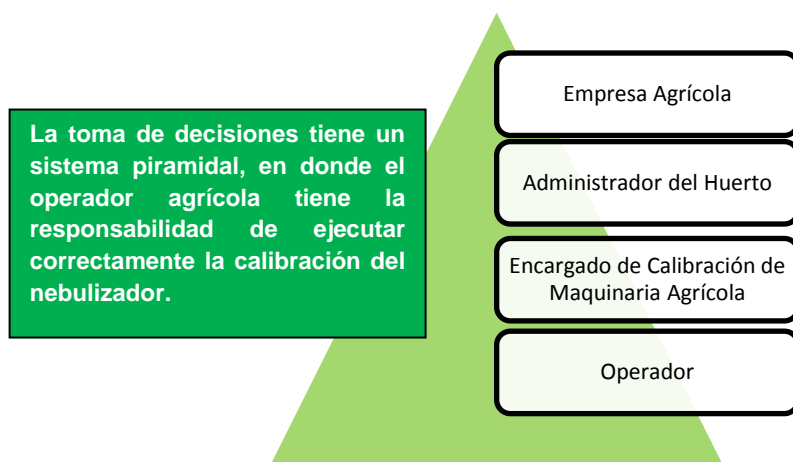 La toma de decisiones tiene un
sistema piramidal, en donde el
operador agrícola tiene la
responsabilidad de ejecutar
correctamente la calibración del
nebulizador.
Empresa Agrícola
Administrador del Huerto
Encargado de Calibración de
Maquinaria Agrícola
Operador